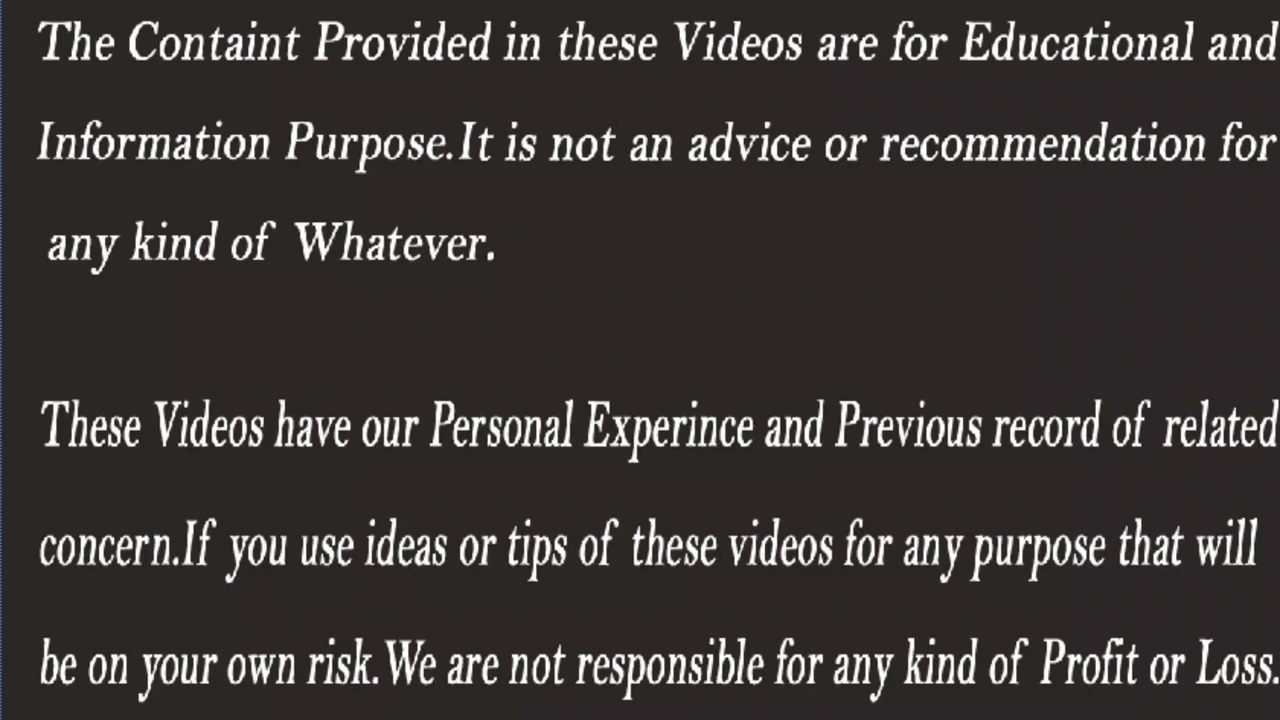 The Containt Provided in these Videos are for Educational and
Information Purpose.It is not an advice or recommendation for
any kind of Whatever.
These Videos have our Personal Experince and Previous record of related
concern.If you use ideas or tips of these videos for any purpose that will
be on your own risk.We are not responsible for any kind of Profit or Loss.